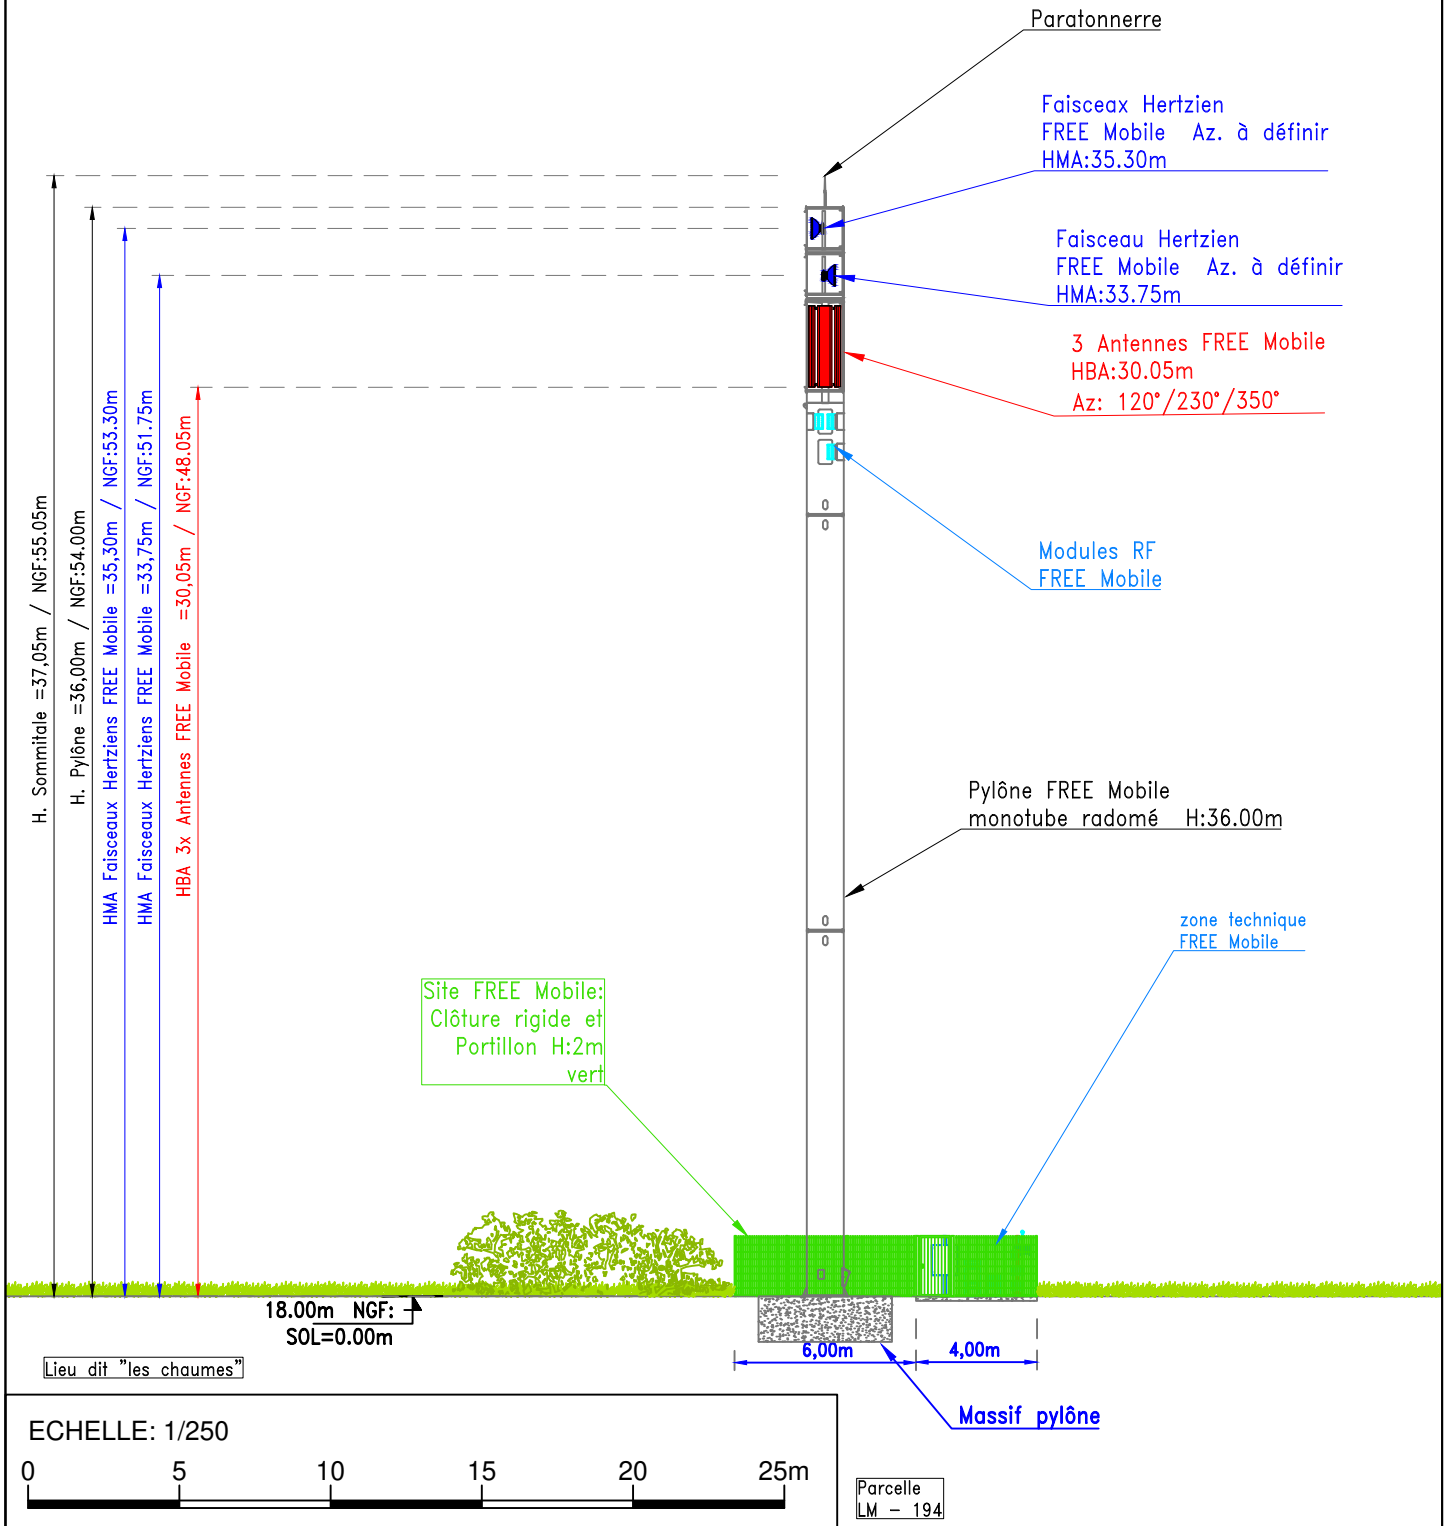 Paratonnerre
Faisceax Hertzien
FREE Mobile Az. à définir
HMA:35.30m
Faisceau Hertzien
FREE Mobile Az. à définir
HMA:33.75m
3 Antennes FREE Mobile
HBA:30.05m
Az: 120°/230°/350°
Modules RF
FREE Mobile
H. Sommitale =37,05m / NGF:55.05m
H. Pylône =36,00m / NGF:54.00m
HMA Faisceaux Hertziens FREE Mobile =35,30m / NGF:53.30m
HMA Faisceaux Hertziens FREE Mobile =33,75m / NGF:51.75m
HBA 3x Antennes FREE Mobile =30,05m / NGF:48.05m
Pylône FREE Mobile
monotube radomé H:36.00m
zone technique
FREE Mobile
Site FREE Mobile:
Clôture rigide et
Portillon H:2m
vert
18.00m NGF:
SOL=0.00m
6,00m
4,00m
Lieu dit "les chaumes"
Massif pylône
ECHELLE: 1/250
0 5 10 15 20 25m
Parcelle
LM - 194